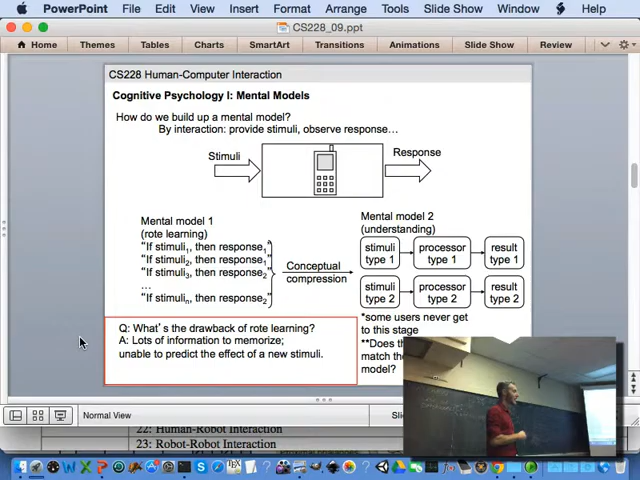 PowerPoint File Edit View Insert Format Arrange Tools Slide Show Window Help
CS228_09.ppt
Home Themes Tables Charts SmartArt Transitions Animations Slide Show Review
CS228 Human-Computer Interaction
Cognitive Psychology I: Mental Models
How do we build up a mental model?
By interaction: provide stimuli, observe response…
Stimuli
Response
Mental model 1
(rote learning)
"If stimuli1, then response1"
"If stimuli2, then response1"
"If stimuli3, then response2"
…
"If stimulin, then response2"
Conceptual
compression
Mental model 2
(understanding)
stimuli
type 1
processor
type 1
result
type 1
stimuli
type 2
processor
type 2
result
type 2
*some users never get
to this stage
**Does th
match the
model?
Q: What's the drawback of rote learning?
A: Lots of information to memorize;
unable to predict the effect of a new stimuli.
Normal View
22: Human-Robot Interaction
23: Robot-Robot Interaction